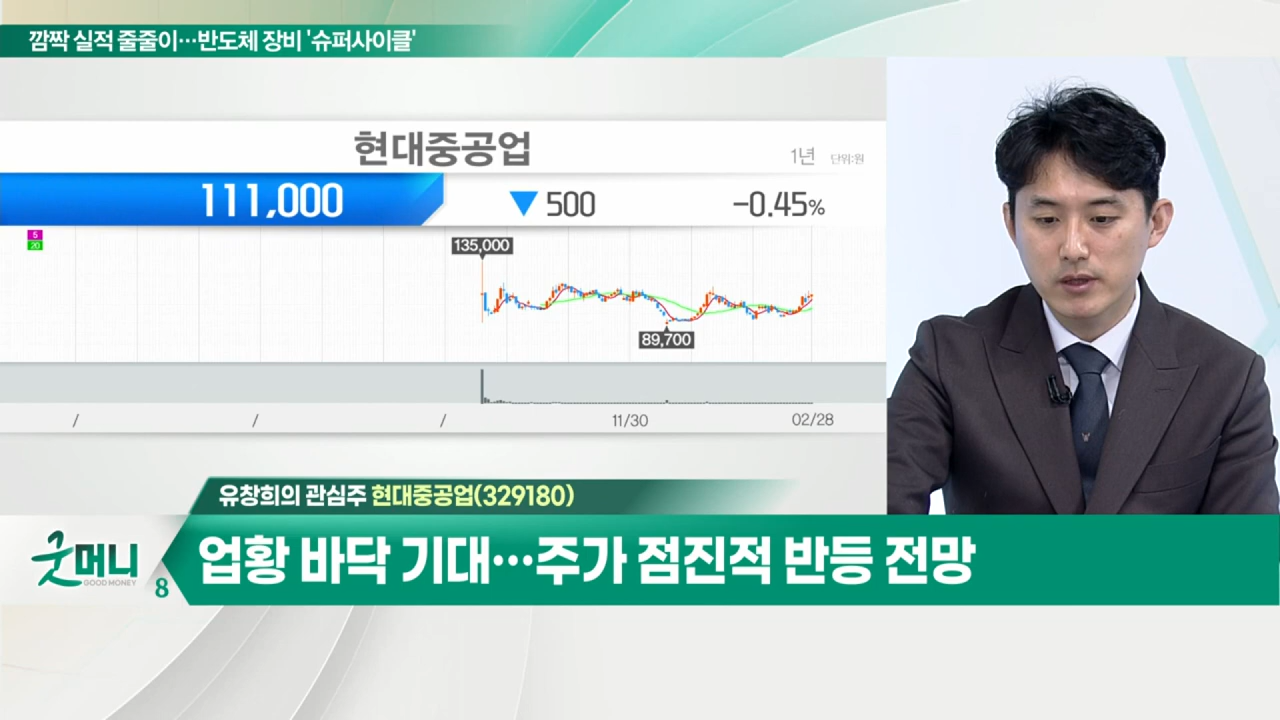 깜짝 실적 줄줄이…반도체 장비 '슈퍼사이클'
현대중공업
1년 단위:원
111,000 ▼ 500 -0.45%
5
20
135,000
89,700
/ / / 11/30 02/28
유창희의 관심주 현대중공업(329180)
업황 바닥 기대…주가 점진적 반등 전망
굿머니
GOOD MONEY
8